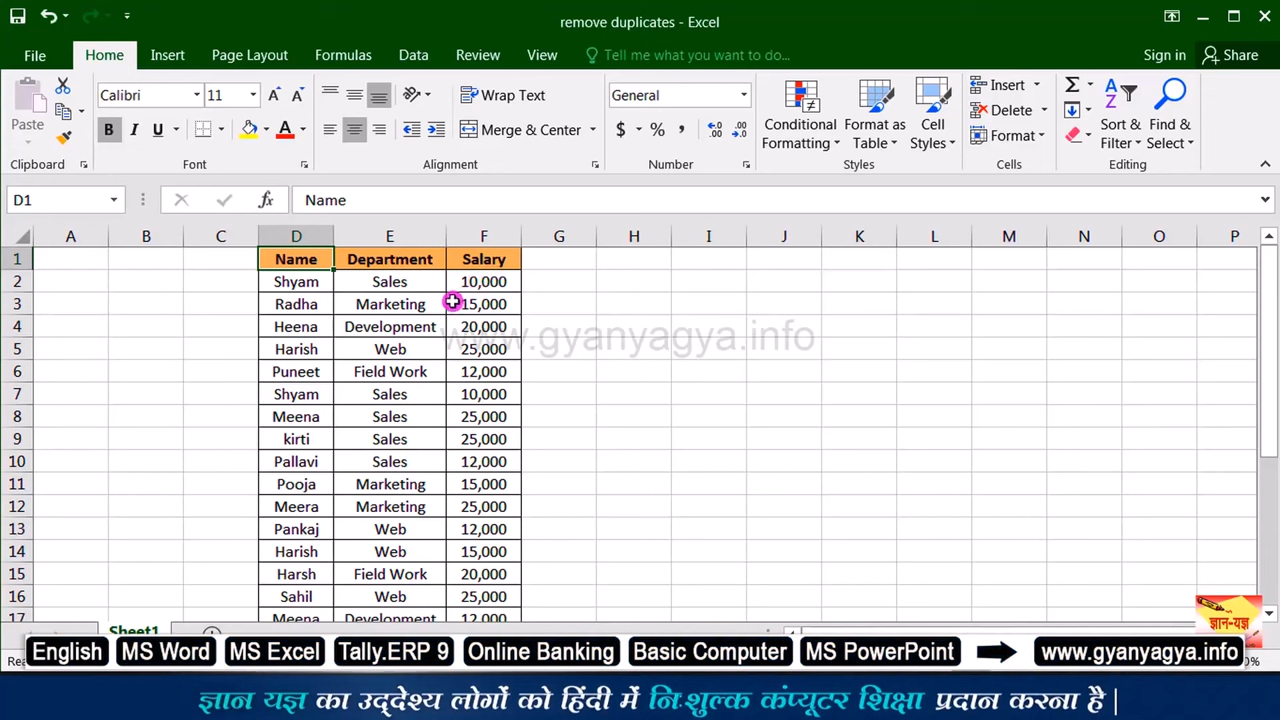 remove duplicates - Excel
File Home Insert Page Layout Formulas Data Review View Tell me what you want to do... Sign in Share
Calibri 11 Wrap Text General Insert
Paste B I U Merge & Center $ % , Conditional Formatting Format as Table Cell Styles Delete Format Sort & Filter Find & Select
Clipboard Font Alignment Number Styles Cells Editing
D1 fx Name
A B C D E F G H I J K L M N O P
1 Name Department Salary
2 Shyam Sales 10,000
3 Radha Marketing 15,000
4 Heena Development 20,000
www.gyanyagya.info
5 Harish Web 25,000
6 Puneet Field Work 12,000
7 Shyam Sales 10,000
8 Meena Sales 25,000
9 kirti Sales 25,000
10 Pallavi Sales 12,000
11 Pooja Marketing 15,000
12 Meera Marketing 25,000
13 Pankaj Web 12,000
14 Harish Web 15,000
15 Harsh Field Work 20,000
16 Sahil Web 25,000
17 Meena Development 12,000
ज्ञान-यज्ञ
Sheet1
English MS Word MS Excel Tally.ERP 9 Online Banking Basic Computer MS PowerPoint www.gyanyagya.info
ज्ञान यज्ञ का उद्देश्य लोगों को हिंदी में निःशुल्क कंप्यूटर शिक्षा प्रदान करना है |